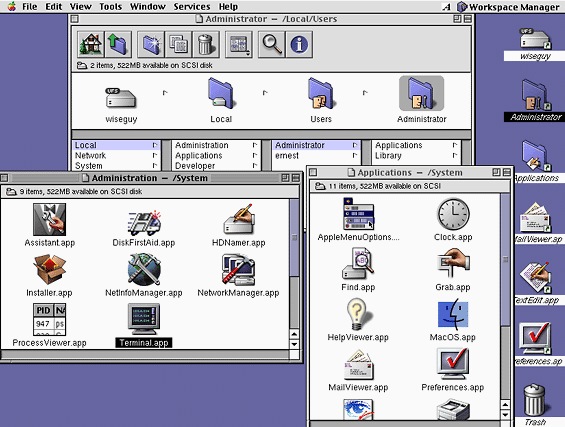 File Edit View Tools Window Services Help Workspace Manager
Administrator – /Local/Users
2 items, 522MB available on SCSI disk
UFS
wiseguy Local Users Administrator
Local Administration Administrator Applications
Network Applications ernest Library
System Developer
Administration – /System
9 items, 522MB available on SCSI disk
Assistant.app DiskFirstAid.app HDNamer.app
Installer.app NetInfoManager.app NetworkManager.app
PID
947 ps
ProcessViewer.app Terminal.app
Applications – /System
11 items, 522MB available on SCSI
AppleMenuOptions.... Clock.app
Find.app Grab.app
HelpViewer.app MacOS.app
MailViewer.app Preferences.app
UFS
wiseguy
Administrator
Applications
MailViewer.ap
TextEdit.app
references.ap
Trash